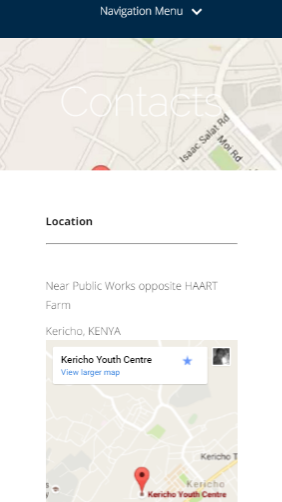 Navigation Menu
Contacts
Isaac Salat Rd
Moi Rd
Location
Near Public Works opposite HAART
Farm
Kericho, KENYA
Kericho Youth Centre
View larger map
Kericho T
Kericho
Kericho Youth Centre